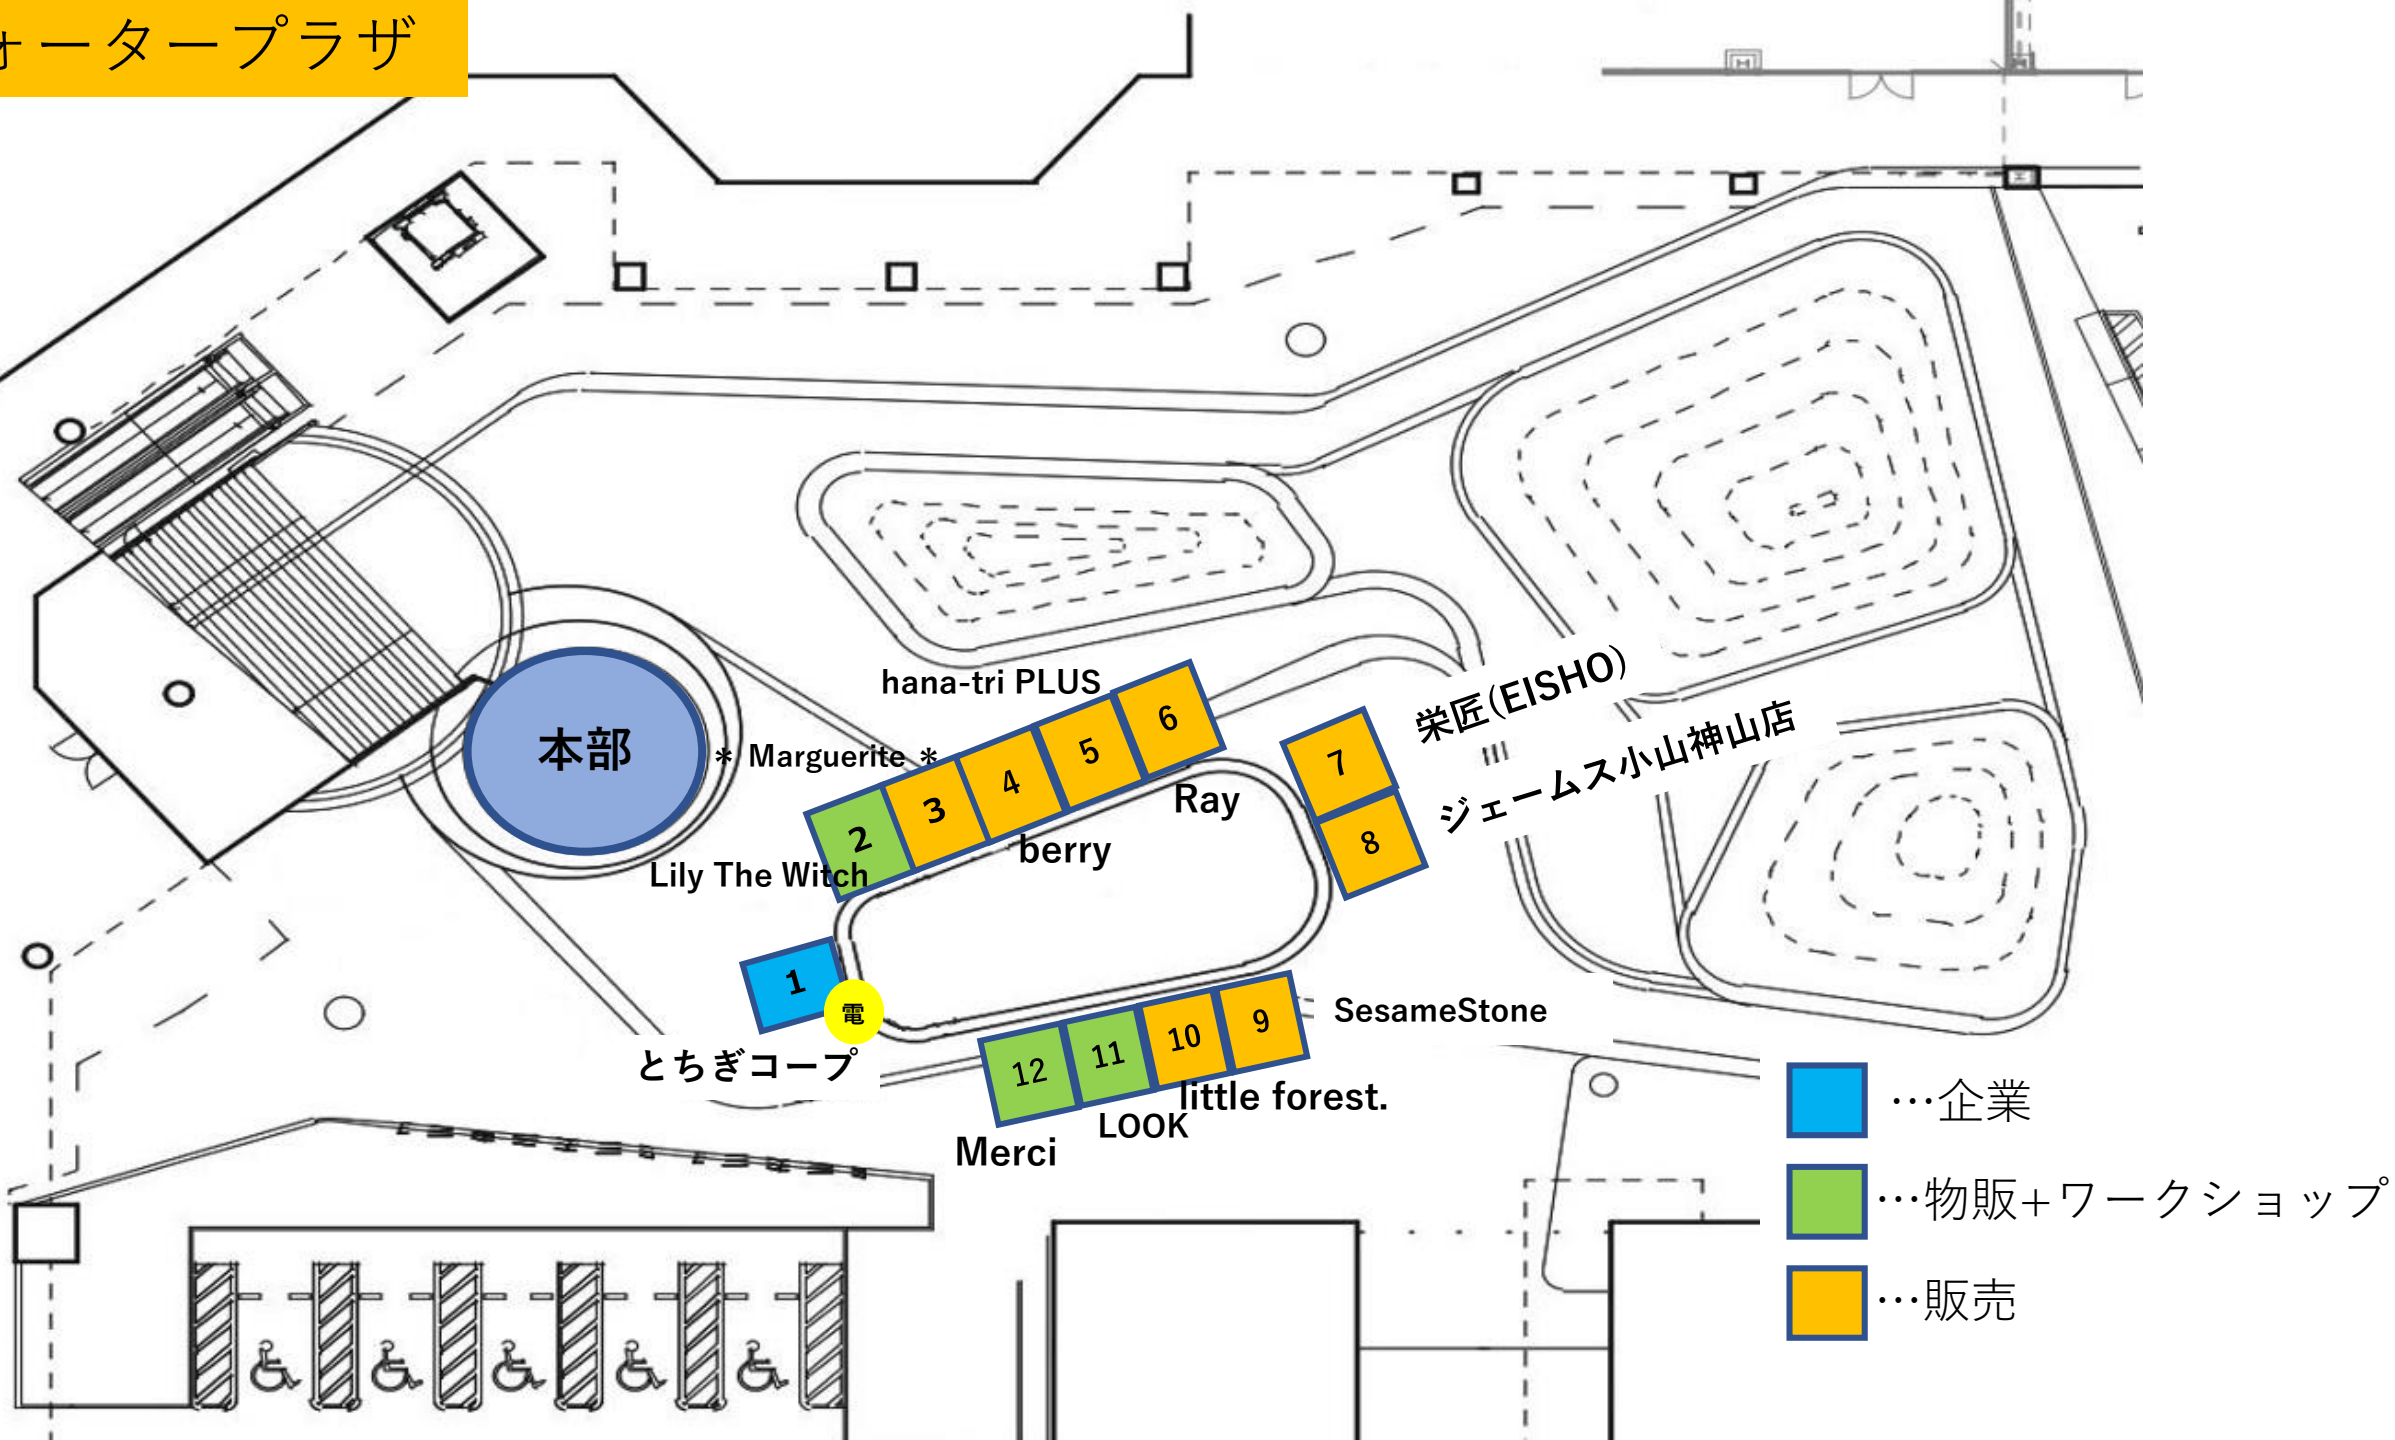 ォータープラザ
hana-tri PLUS
栄匠(EISHO)
6
ジェームス小山神山店
本部
* Marguerite *
5
7
4
Ray
3
2
berry
8
Lily The Witch
1
電
SesameStone
9
10
とちぎコープ
11
12
little forest.
LOOK
Merci
…企業
…物販+ワークショップ
…販売